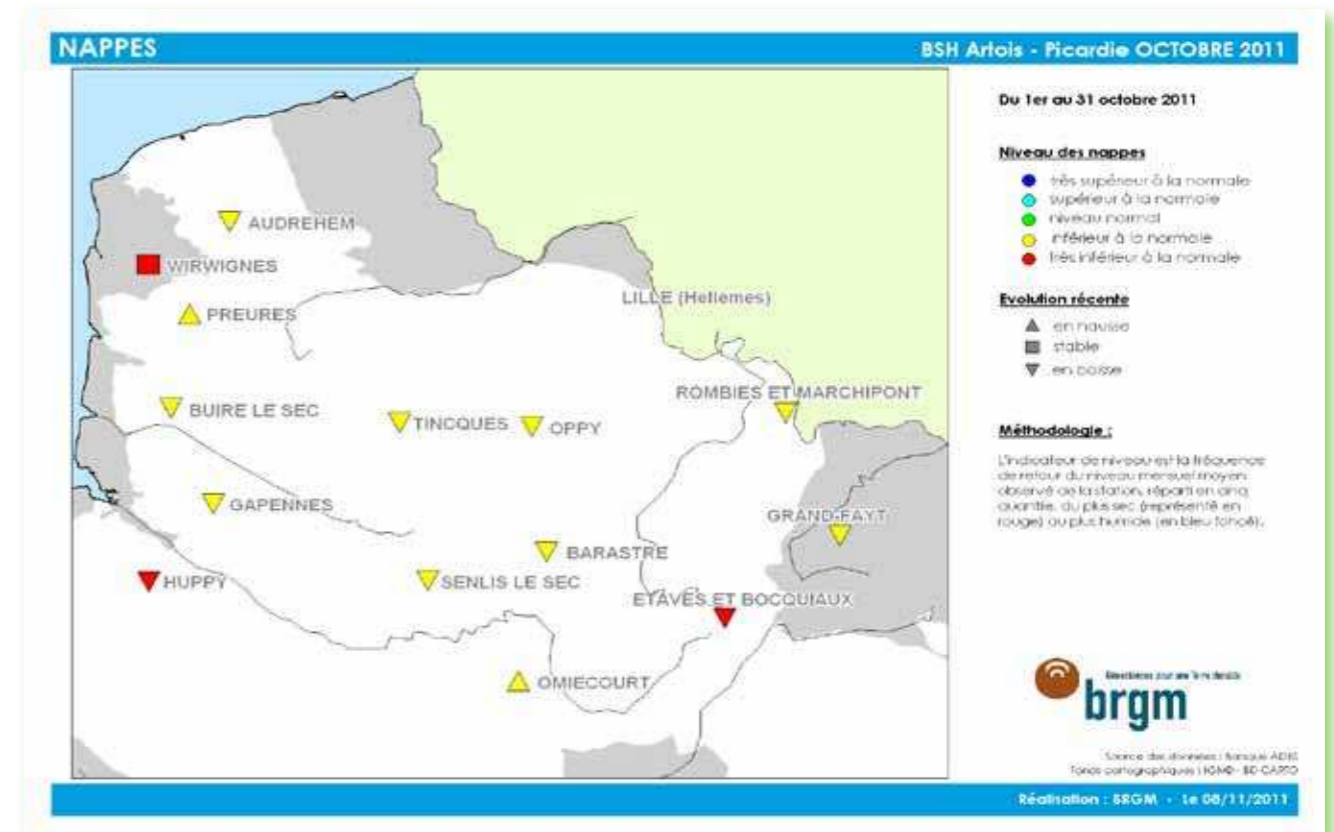 NAPPES
BSH Artois - Picardie OCTOBRE 2011
Du 1er au 31 octobre 2011
Niveau des nappes
très supérieur à la normale
supérieur à la normale
niveau normal
inférieur à la normale
très inférieur à la normale
Evolution récente
en hausse
stable
en baisse
Méthodologie :
L'indicateur de niveau est la fréquence
de retour du niveau mensuel moyen
observé de la station, réparti en cinq
quantile, du plus sec (représenté en
rouge) au plus humide (en bleu foncé).
AUDREHEM
WIRWIGNES
PREURES
LILLE (Hellemes)
ROMBIES ET MARCHIPONT
BUIRE LE SEC
TINCQUES
OPPY
GAPENNES
GRAND-FAYT
BARASTRE
HUPPY
SENLIS LE SEC
ETAVES ET BOCQUIAUX
OMIECOURT
Géosciences pour une Terre durable
brgm
Source des données : Banque ADES
Fonds cartographiques : IGN© - BD CARTO
Réalisation : BRGM - Le 08/11/2011